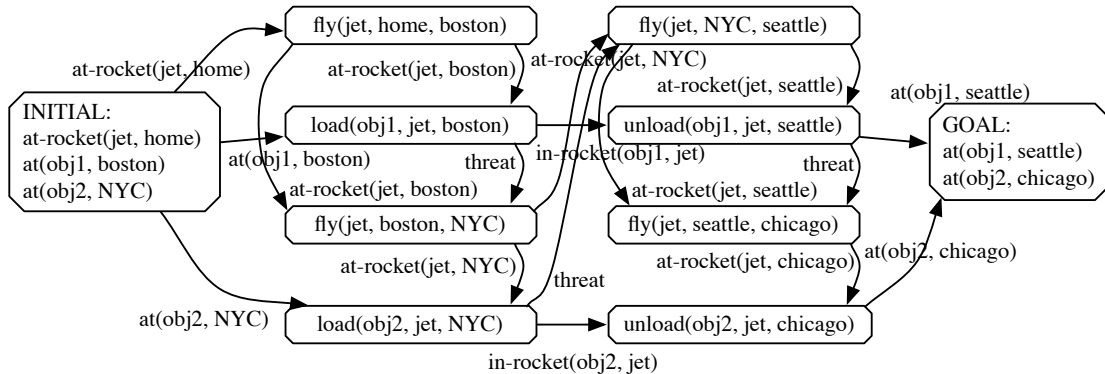 fly(jet, home, boston)
fly(jet, NYC, seattle)
at-rocket(jet, home)
at-rocket(jet, boston)
at-rocket(jet, NYC)
at-rocket(jet, seattle)
at(obj1, seattle)
INITIAL:
at-rocket(jet, home)
at(obj1, boston)
at(obj2, NYC)
load(obj1, jet, boston)
unload(obj1, jet, seattle)
GOAL:
at(obj1, seattle)
at(obj2, chicago)
at(obj1, boston)
threat
in-rocket(obj1, jet)
threat
at-rocket(jet, boston)
at-rocket(jet, seattle)
fly(jet, boston, NYC)
fly(jet, seattle, chicago)
at-rocket(jet, NYC)
at-rocket(jet, chicago)
at(obj2, chicago)
threat
at(obj2, NYC)
load(obj2, jet, NYC)
unload(obj2, jet, chicago)
in-rocket(obj2, jet)